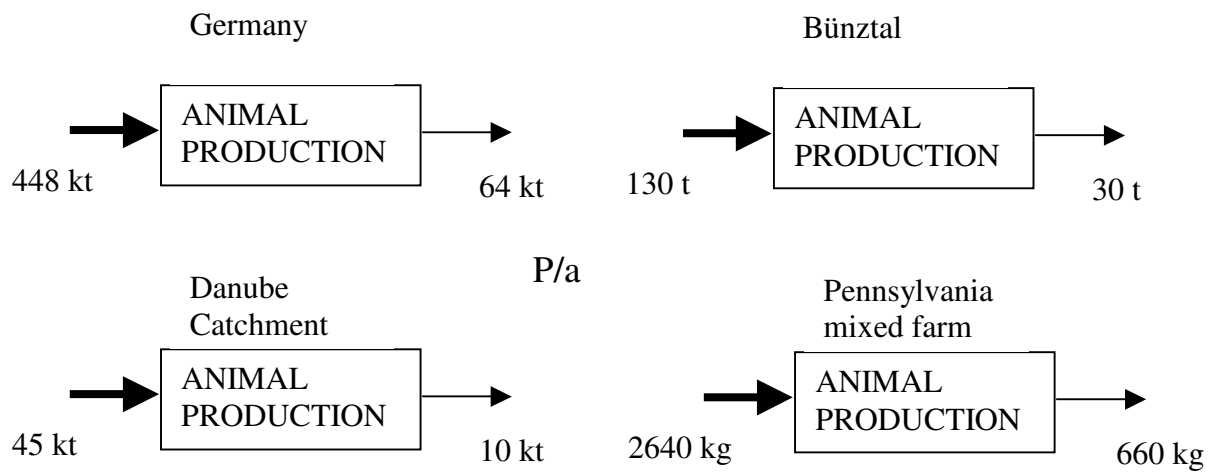 Germany
ANIMAL
PRODUCTION
448 kt
64 kt
Bünztal
ANIMAL
PRODUCTION
130 t
30 t
P/a
Danube
Catchment
ANIMAL
PRODUCTION
45 kt
10 kt
Pennsylvania
mixed farm
ANIMAL
PRODUCTION
2640 kg
660 kg